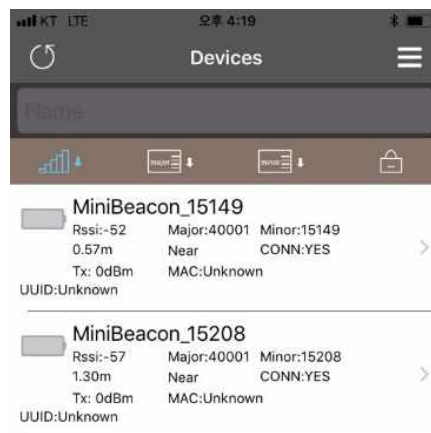 KT LTE 오후 4:19
Devices
Name
major minor
MiniBeacon_15149
Rssi:-52 Major:40001 Minor:15149
0.57m Near CONN:YES
Tx: 0dBm MAC:Unknown
UUID:Unknown
MiniBeacon_15208
Rssi:-57 Major:40001 Minor:15208
1.30m Near CONN:YES
Tx: 0dBm MAC:Unknown
UUID:Unknown